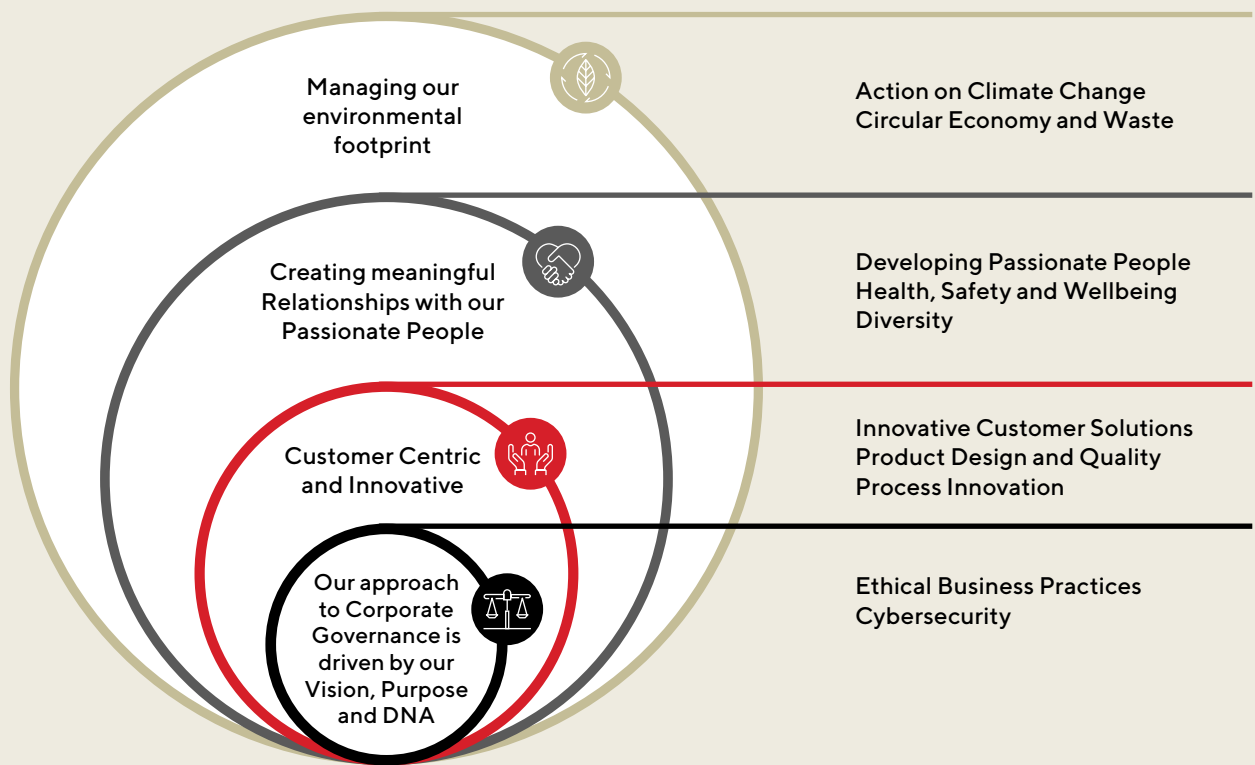 Managing our
environmental
footprint
Action on Climate Change
Circular Economy and Waste
Creating meaningful
Relationships with our
Passionate People
Developing Passionate People
Health, Safety and Wellbeing
Diversity
Customer Centric
and Innovative
Innovative Customer Solutions
Product Design and Quality
Process Innovation
Our approach
to Corporate
Governance is
driven by our
Vision, Purpose
and DNA
Ethical Business Practices
Cybersecurity